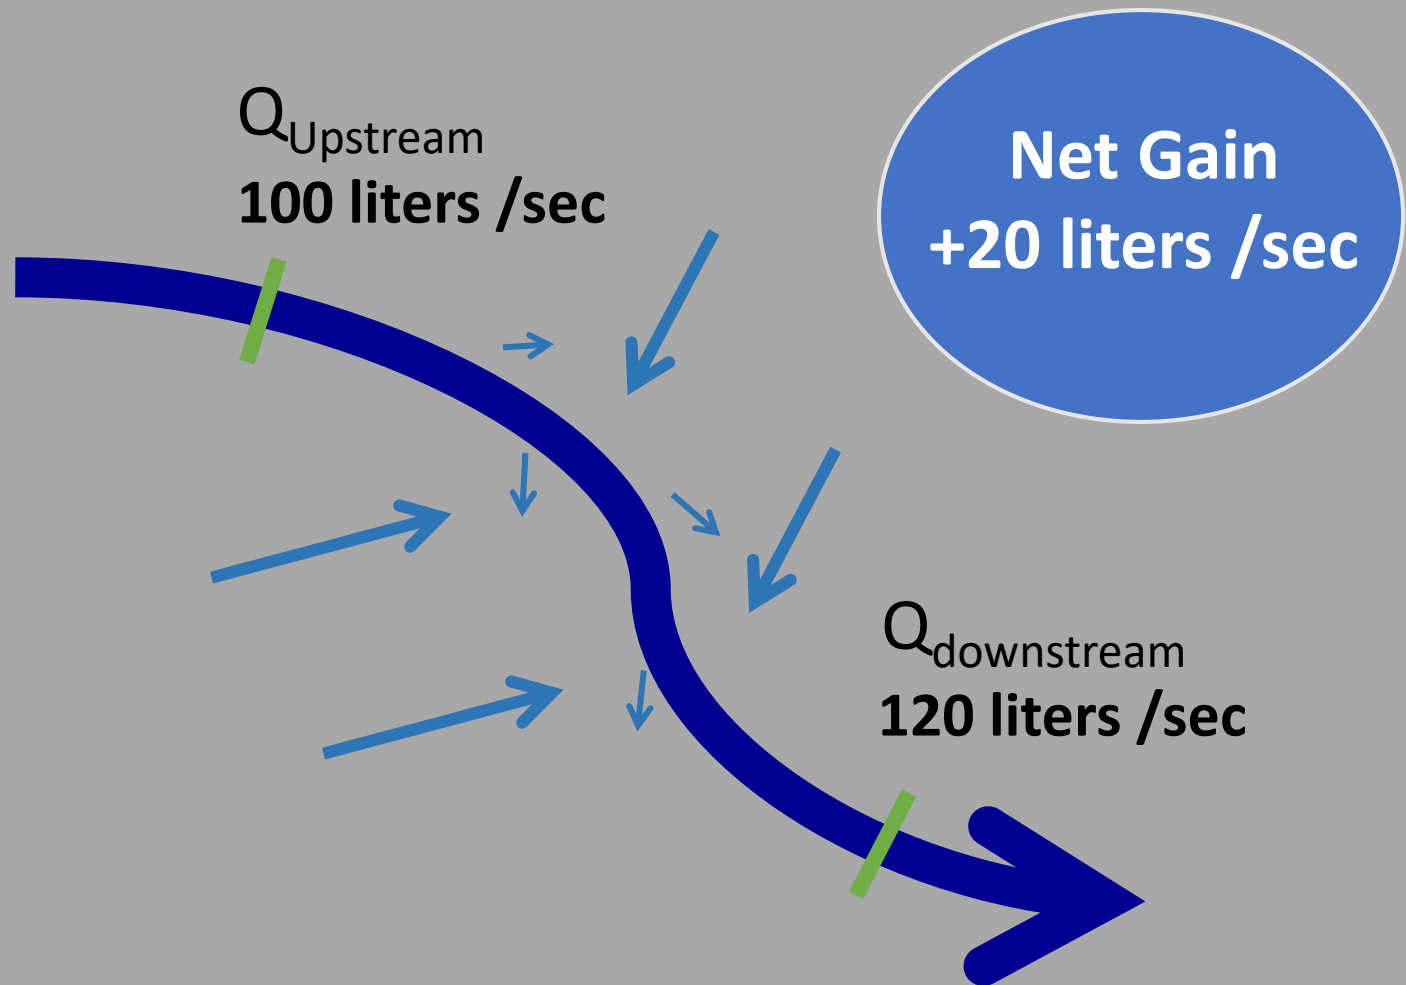 QUpstream
100 liters /sec
Net Gain
+20 liters /sec
Qdownstream
120 liters /sec